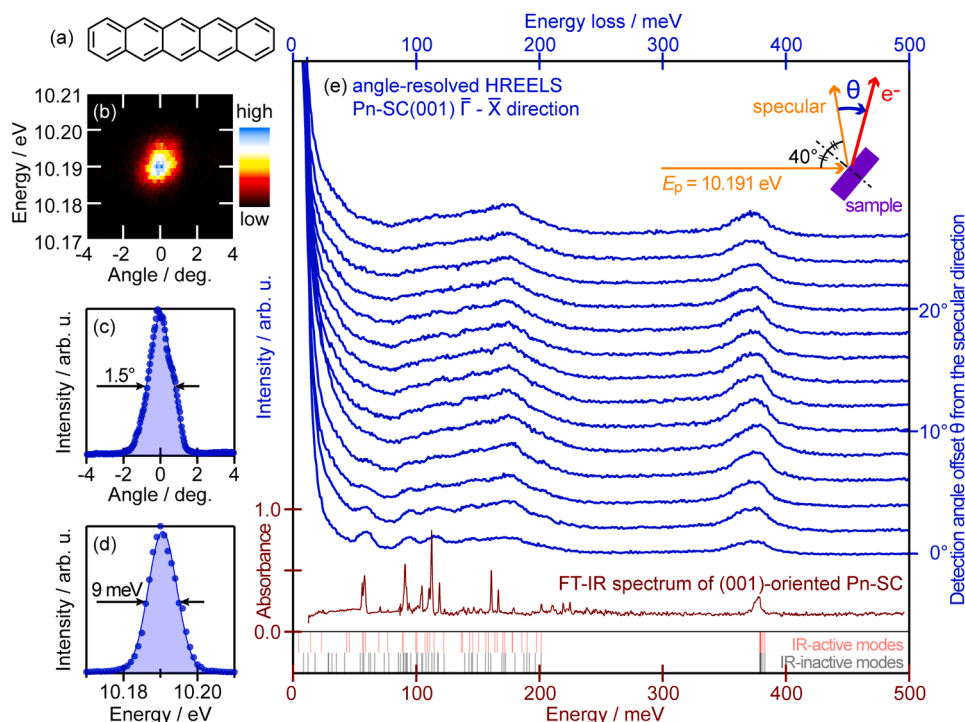 (a)
(b)
10.21
10.20
10.19
10.18
10.17
Energy / eV
-4 -2 0 2 4
Angle / deg.
high
low
(c)
Intensity / arb. u.
1.5°
-4 -2 0 2 4
Angle / deg.
(d)
Intensity / arb. u.
9 meV
10.18 10.20
Energy / eV
Energy loss / meV
0 100 200 300 400 500
(e) angle-resolved HREELS
Pn-SC(001) Γ̅ - X̅ direction
specular
θ
e-
40°
Ep = 10.191 eV
sample
Intensity / arb. u.
20°
10°
0°
Detection angle offset θ from the specular direction
1.0
0.0
Absorbance
FT-IR spectrum of (001)-oriented Pn-SC
IR-active modes
IR-inactive modes
0 100 200 300 400 500
Energy / meV